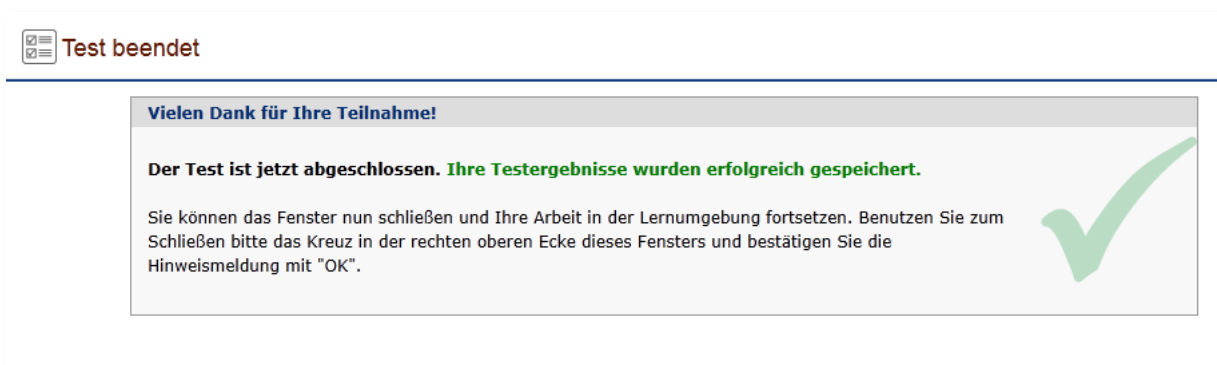 Test beendet
Vielen Dank für Ihre Teilnahme!
Der Test ist jetzt abgeschlossen. Ihre Testergebnisse wurden erfolgreich gespeichert.
Sie können das Fenster nun schließen und Ihre Arbeit in der Lernumgebung fortsetzen. Benutzen Sie zum
Schließen bitte das Kreuz in der rechten oberen Ecke dieses Fensters und bestätigen Sie die
Hinweismeldung mit "OK".